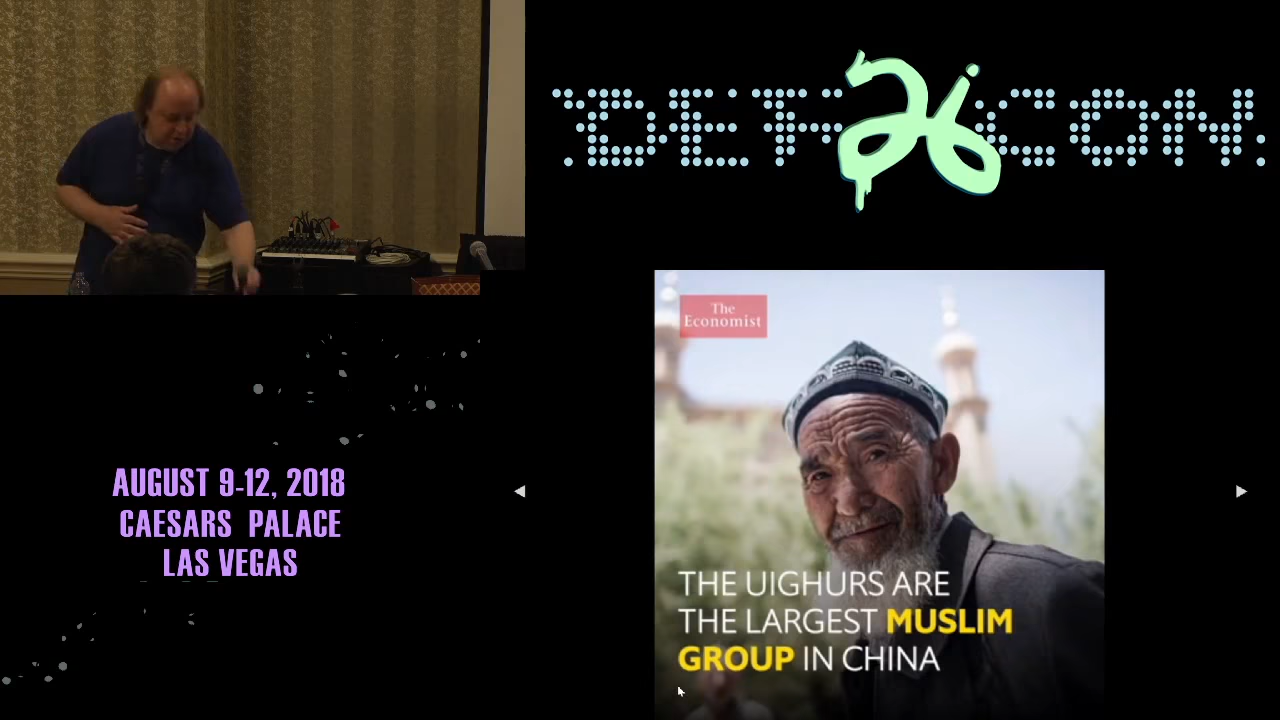 DEF 26 CON
The
Economist
AUGUST 9-12, 2018
CAESARS PALACE
LAS VEGAS
THE UIGHURS ARE
THE LARGEST MUSLIM
GROUP IN CHINA